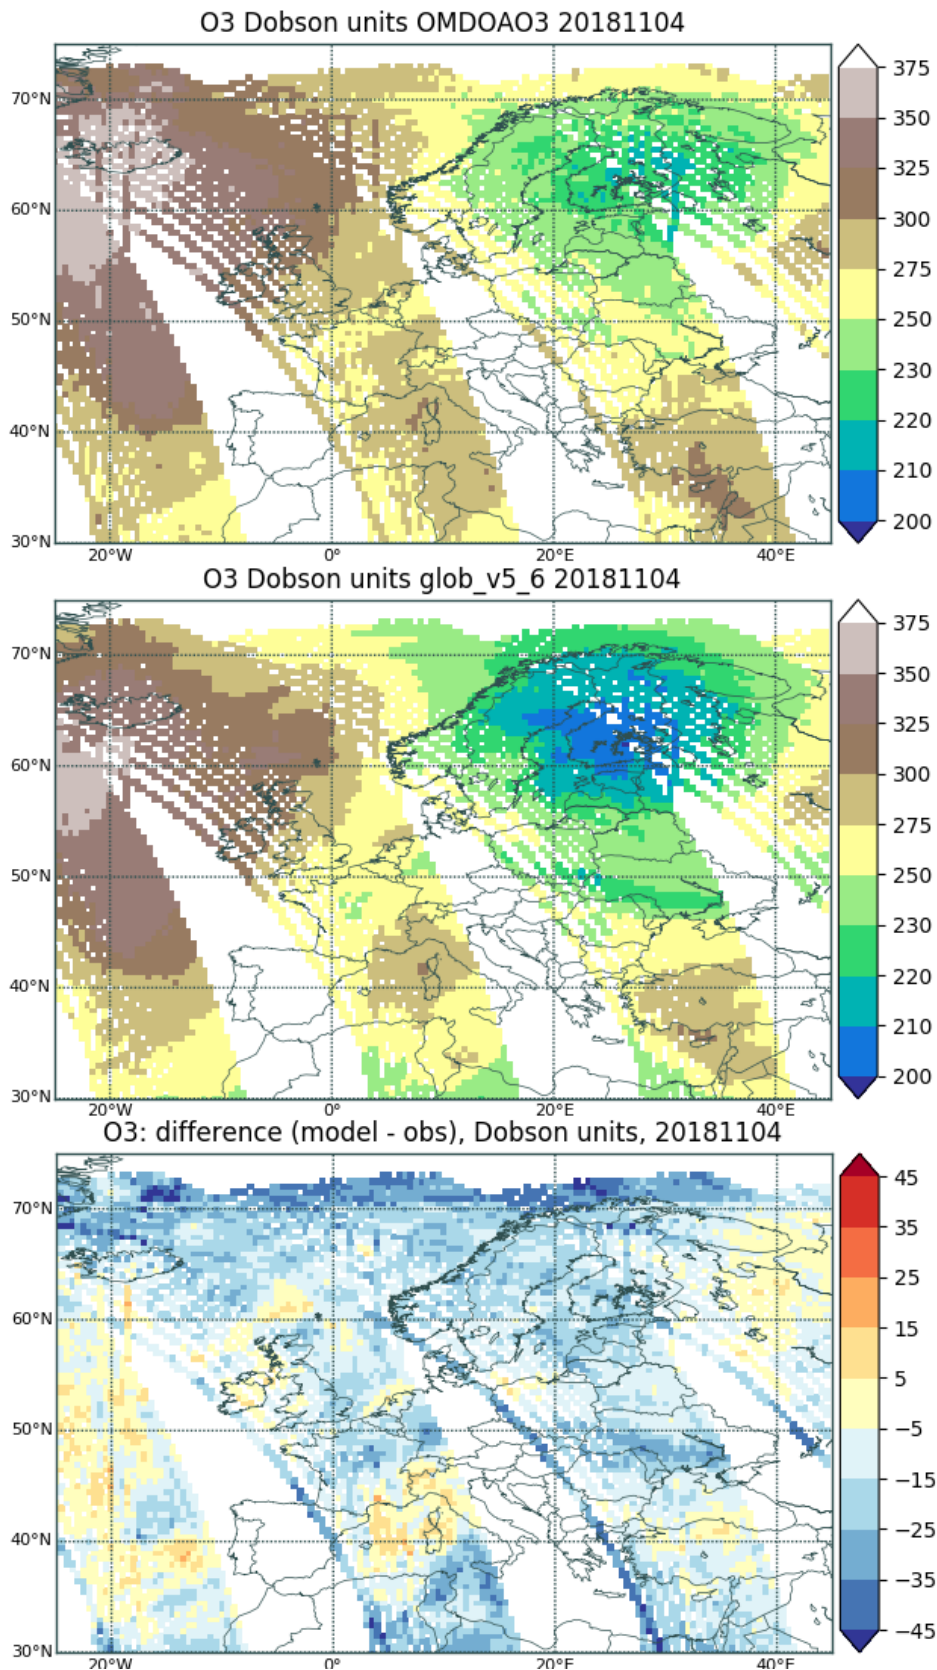 O3 Dobson units OMDOAO3 20181104
70°N
60°N
50°N
40°N
30°N
20°W 0° 20°E 40°E
375
350
325
300
275
250
230
220
210
200
O3 Dobson units glob_v5_6 20181104
70°N
60°N
50°N
40°N
30°N
20°W 0° 20°E 40°E
375
350
325
300
275
250
230
220
210
200
O3: difference (model - obs), Dobson units, 20181104
70°N
60°N
50°N
40°N
30°N
20°W 0° 20°E 40°E
45
35
25
15
5
−5
−15
−25
−35
−45